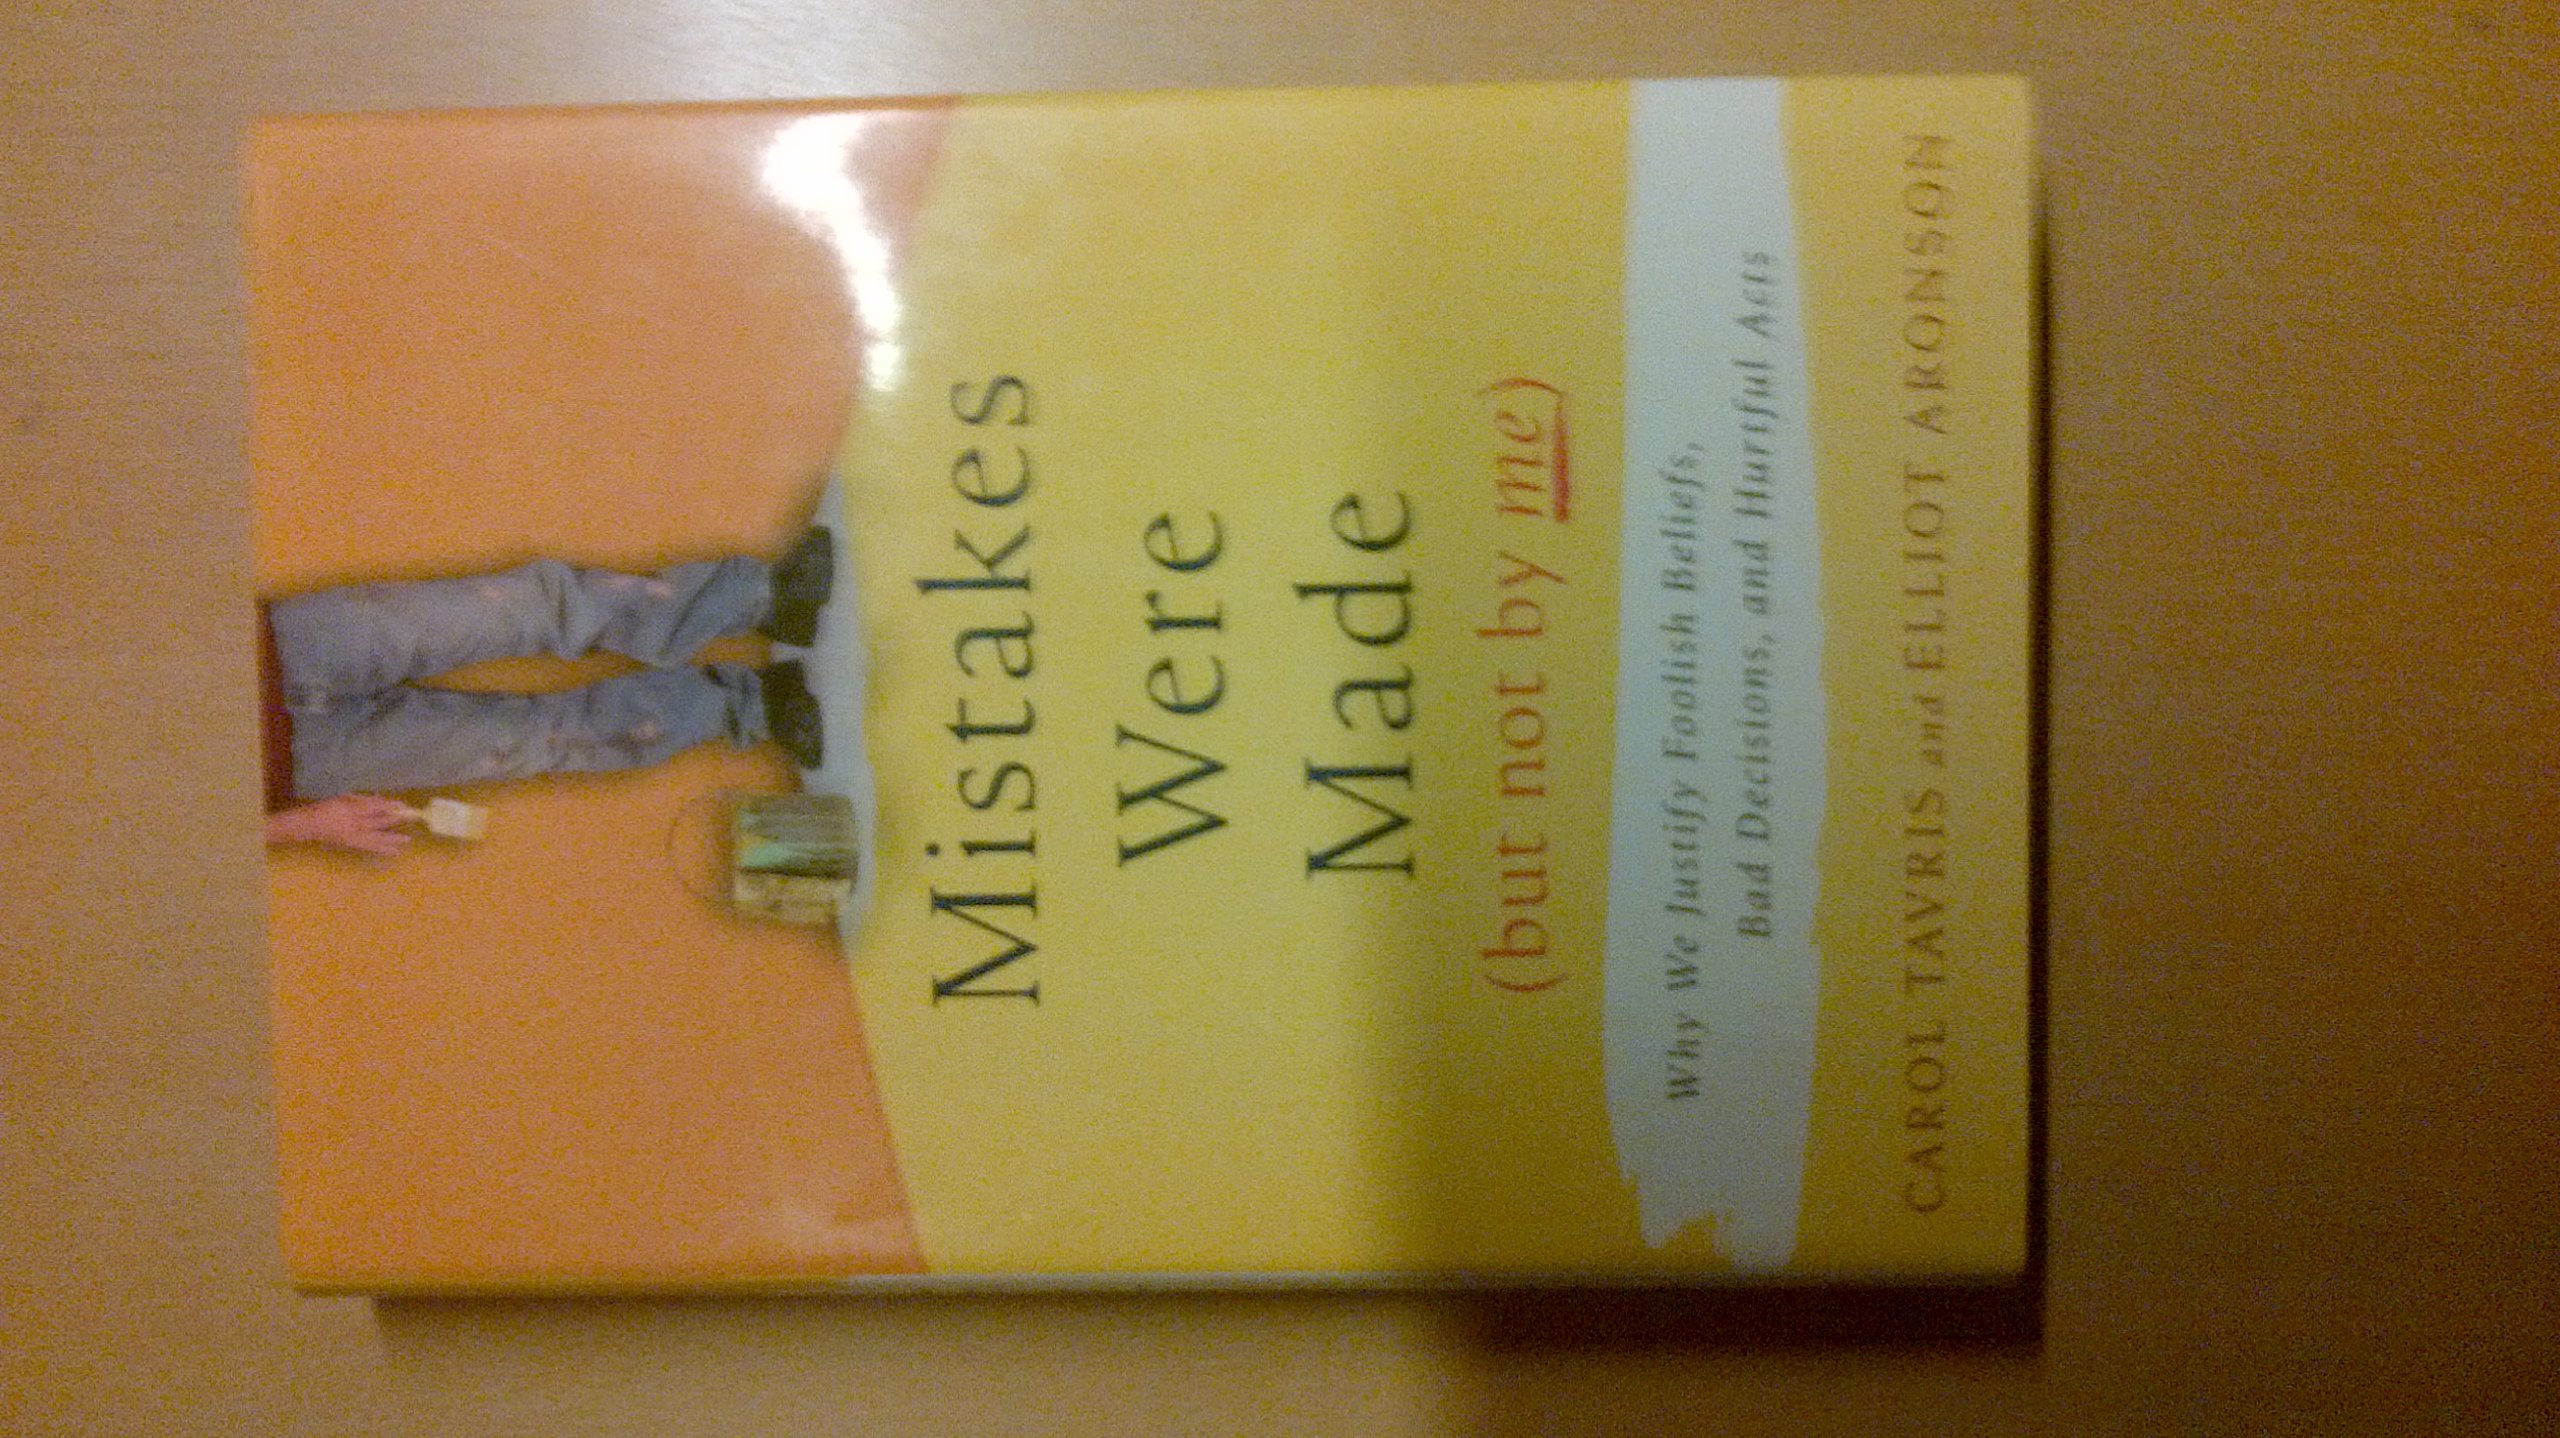 Mistakes
Were
Made
(but not by me)
Why We Justify Foolish Beliefs,
Bad Decisions, and Hurtful Acts
CAROL TAVRIS and ELLIOT ARONSON